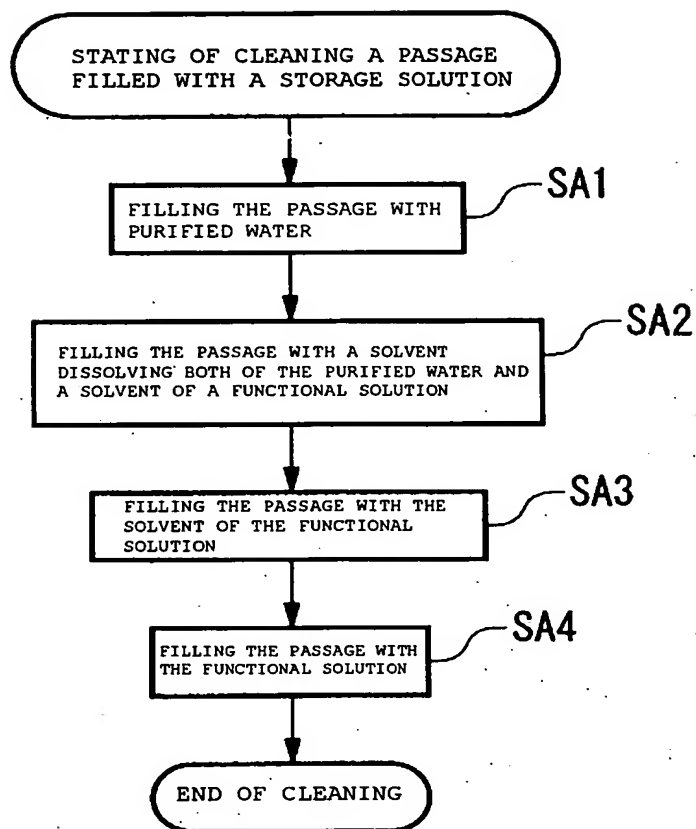 STATING OF CLEANING A PASSAGE
FILLED WITH A STORAGE SOLUTION
SA1
FILLING THE PASSAGE WITH
PURIFIED WATER
SA2
FILLING THE PASSAGE WITH A SOLVENT
DISSOLVING BOTH OF THE PURIFIED WATER AND
A SOLVENT OF A FUNCTIONAL SOLUTION
SA3
FILLING THE PASSAGE WITH THE
SOLVENT OF THE FUNCTIONAL
SOLUTION
SA4
FILLING THE PASSAGE WITH
THE FUNCTIONAL SOLUTION
END OF CLEANING